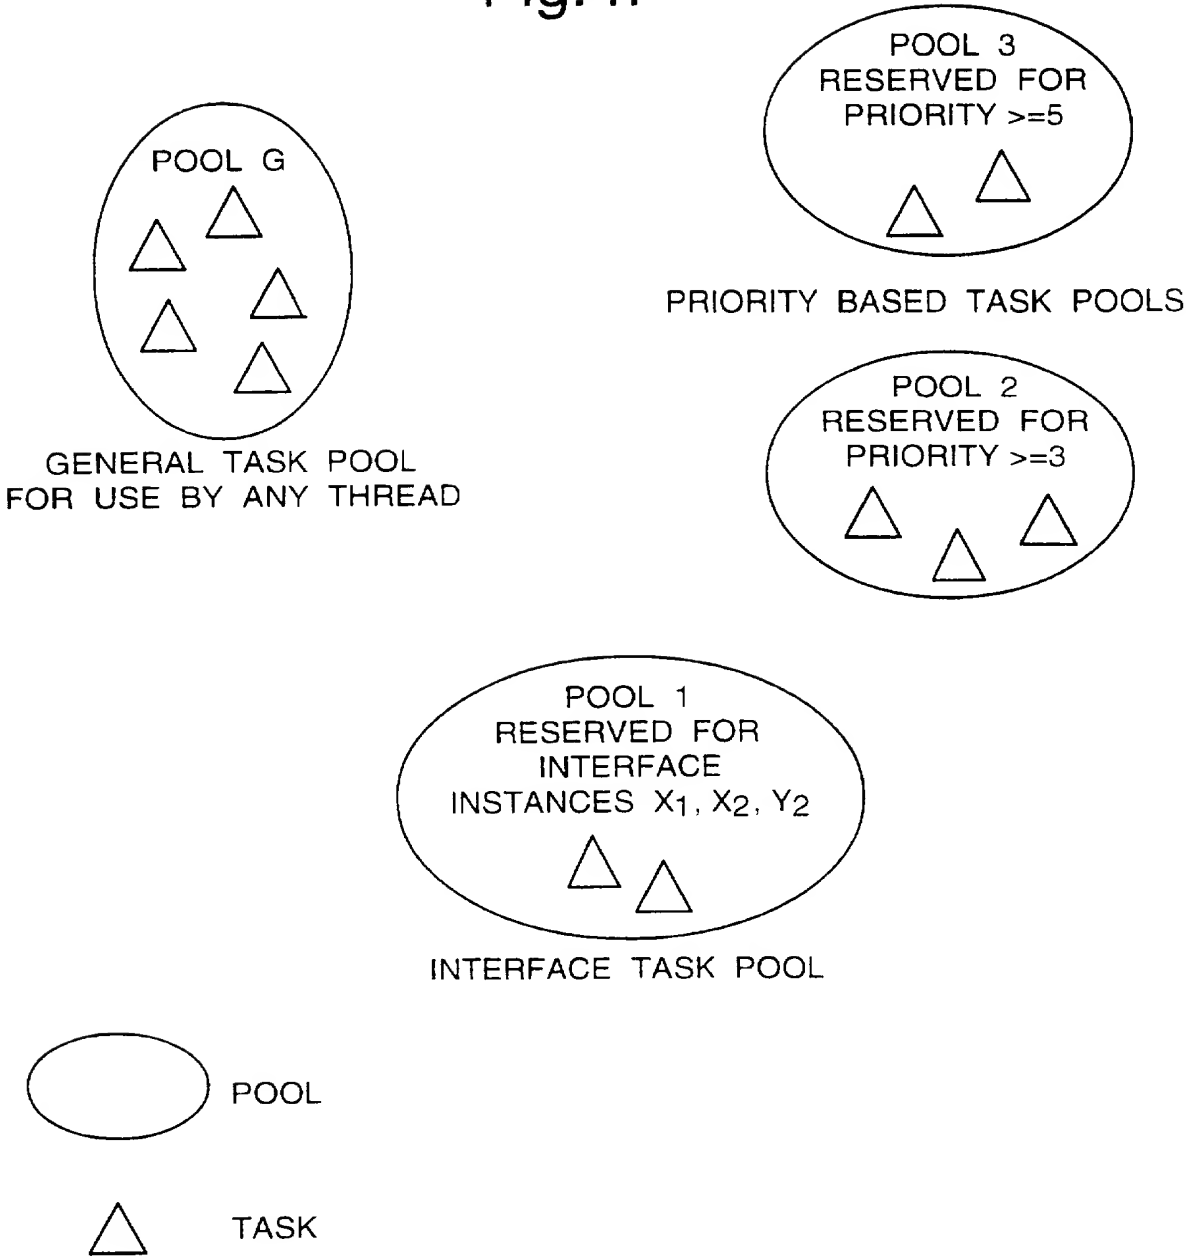 POOL 3
RESERVED FOR
PRIORITY >=5
POOL G
PRIORITY BASED TASK POOLS
POOL 2
RESERVED FOR
PRIORITY >=3
GENERAL TASK POOL
FOR USE BY ANY THREAD
POOL 1
RESERVED FOR
INTERFACE
INSTANCES X1, X2, Y2
INTERFACE TASK POOL
POOL
TASK